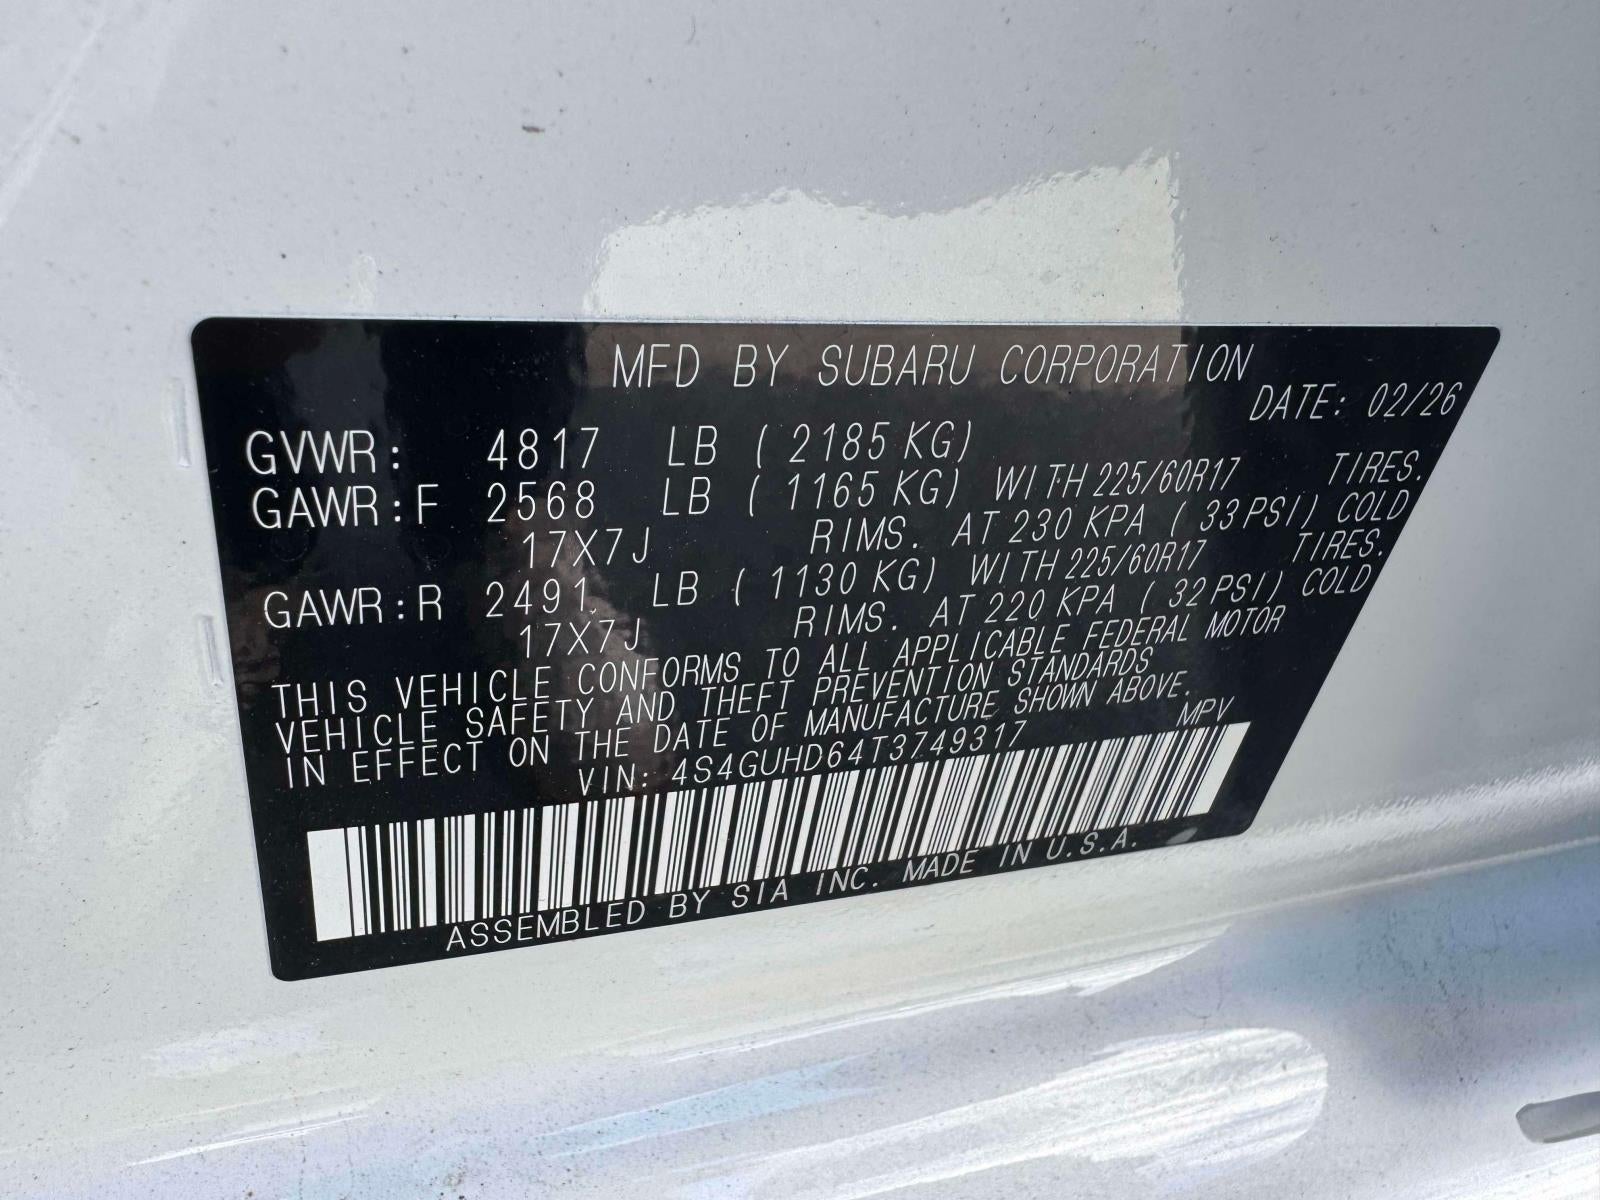 MFD BY SUBARU CORPORATION
DATE: 02/26
GVWR: 4817 LB ( 2185 KG)
GAWR:F 2568 LB ( 1165 KG) WITH 225/60R17 TIRES.
17X7J RIMS. AT 230 KPA ( 33 PSI) COLD
GAWR:R 2491 LB ( 1130 KG) WITH 225/60R17 TIRES.
17X7J RIMS. AT 220 KPA ( 32 PSI) COLD
THIS VEHICLE CONFORMS TO ALL APPLICABLE FEDERAL MOTOR
VEHICLE SAFETY AND THEFT PREVENTION STANDARDS
IN EFFECT ON THE DATE OF MANUFACTURE SHOWN ABOVE.
VIN: 4S4GUHD64T3749317 MPV
ASSEMBLED BY SIA INC. MADE IN U.S.A.